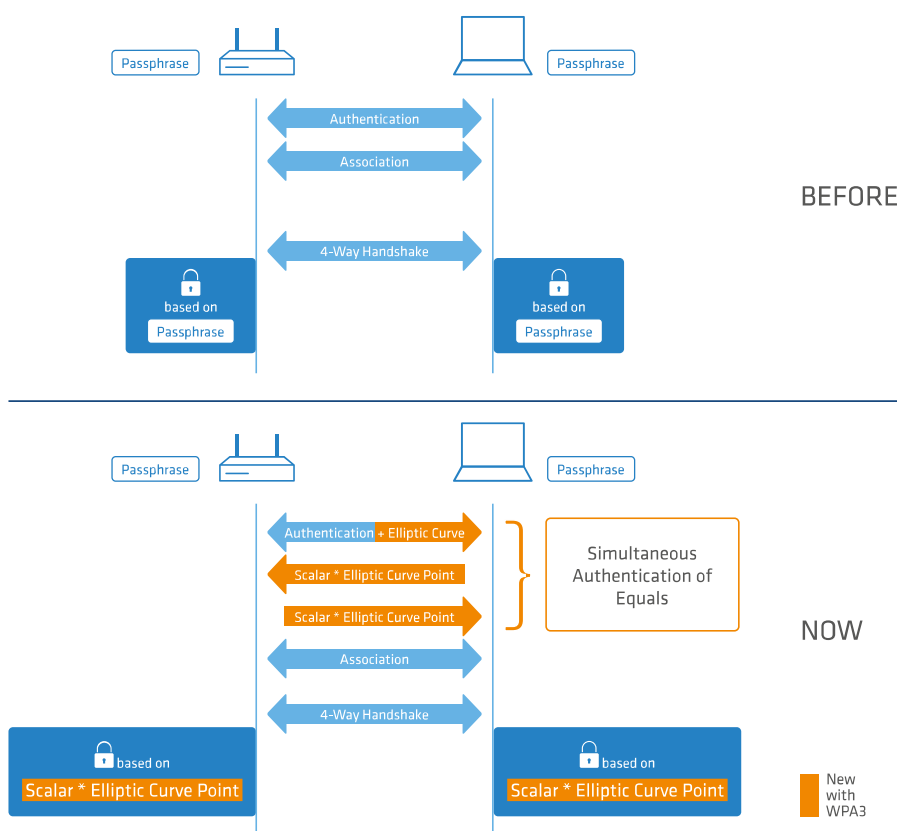 Passphrase
Passphrase
Authentication
Association
BEFORE
4-Way Handshake
based on
Passphrase
based on
Passphrase
Passphrase
Passphrase
Authentication + Elliptic Curve
Scalar * Elliptic Curve Point
Scalar * Elliptic Curve Point
Simultaneous
Authentication of
Equals
NOW
Association
4-Way Handshake
based on
Scalar * Elliptic Curve Point
based on
Scalar * Elliptic Curve Point
New
with
WPA3